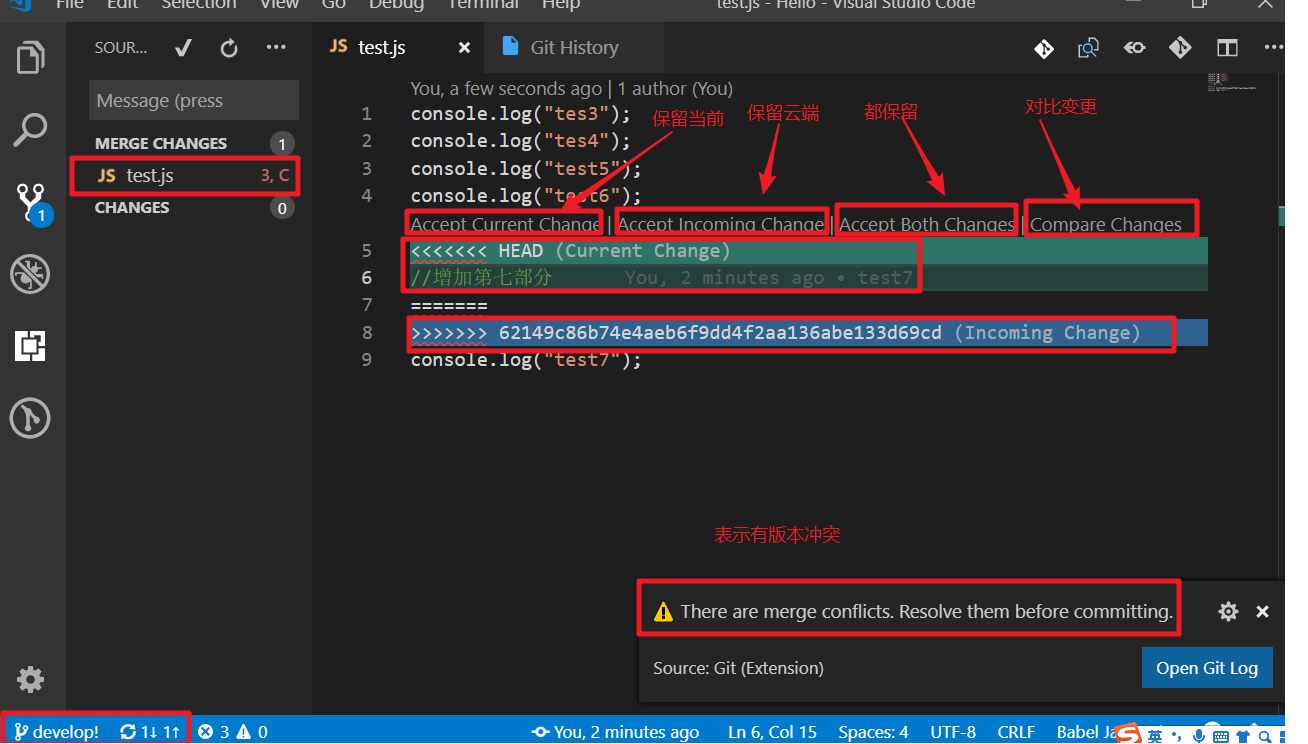 File Edit Selection View Go Debug Terminal Help test.js - Hello - Visual Studio Code
SOUR... ··· JS test.js × Git History ···
Message (press
MERGE CHANGES 1
JS test.js 3, C
CHANGES 0
You, a few seconds ago | 1 author (You)
1 console.log("tes3");
保留当前 保留云端 都保留 对比变更
2 console.log("tes4");
3 console.log("test5");
4 console.log("test6");
Accept Current Change | Accept Incoming Change | Accept Both Changes | Compare Changes
5 <<<<<<< HEAD (Current Change)
6 //增加第七部分 You, 2 minutes ago • test7
7 =======
8 >>>>>>> 62149c86b74e4aeb6f9dd4f2aa136abe133d69cd (Incoming Change)
9 console.log("test7");
1
表示有版本冲突
There are merge conflicts. Resolve them before committing.
Source: Git (Extension)
Open Git Log
develop! 1↓ 1↑ 3 0 You, 2 minutes ago Ln 6, Col 15 Spaces: 4 UTF-8 CRLF Babel Ja
S 英